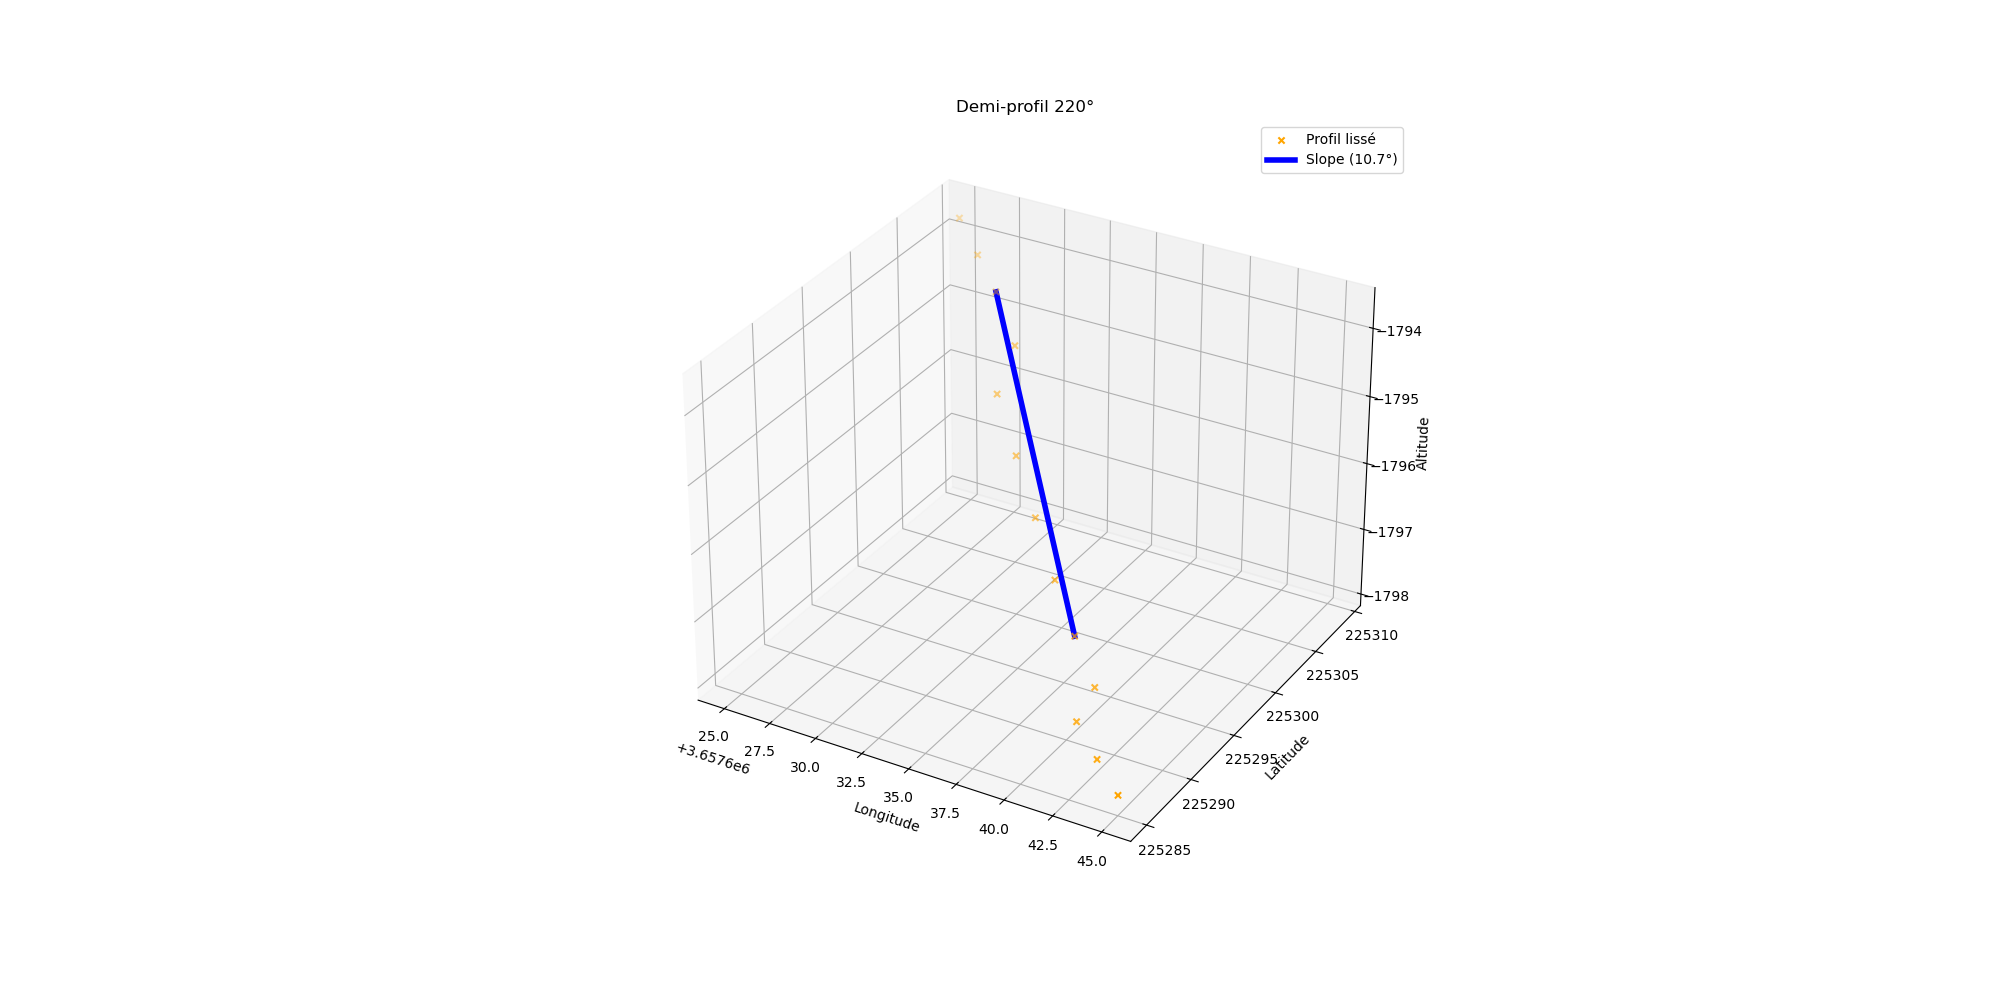 Demi-profil 220°
Profil lissé
Slope (10.7°)
−1794
−1795
−1796
−1797
−1798
Altitude
225310
225305
225300
225295
225290
225285
Latitude
25.0
27.5
30.0
32.5
35.0
37.5
40.0
42.5
45.0
+3.6576e6
Longitude